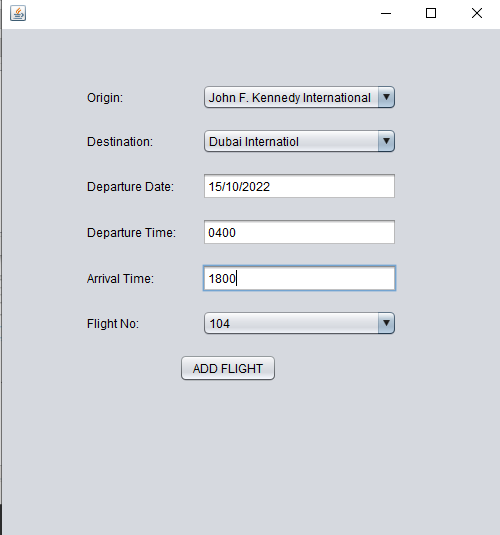 Origin: John F. Kennedy International
Destination: Dubai Internatiol
Departure Date: 15/10/2022
Departure Time: 0400
Arrival Time: 1800
Flight No: 104
ADD FLIGHT